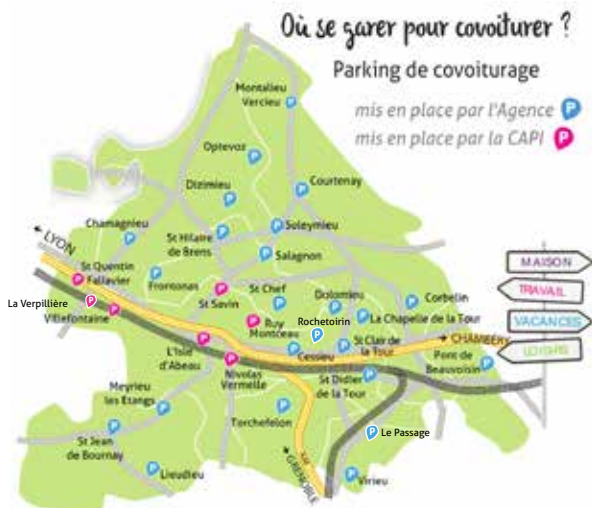 Où se garer pour covoiturer ?
Parking de covoiturage
mis en place par l'Agence P
mis en place par la CAPI P
Montalieu
Vercieu
Optevoz
Dizimieu
Courtenay
Chamagnieu
St Hilaire
de Brens
Soleymieu
Salagnon
LYON
St Quentin
Fallavier
Frontonas
St Savin
St Chef
Dolomieu
Corbelin
La Verpillière
Villefontaine
Ruy
Montceau
Rochetoirin
La Chapelle de la Tour
L'Isle
d'Abeau
Cessieu
St Clair de
la Tour
CHAMBÉRY
Pont de
Beauvoisin
Nivolas
Vermelle
St Didier
de la Tour
Meyrieu
les Etangs
Torchefelon
St Jean
de Bournay
Le Passage
Lieudieu
GRENOBLE
Virieu
MAISON
TRAVAIL
VACANCES
LOISIRS